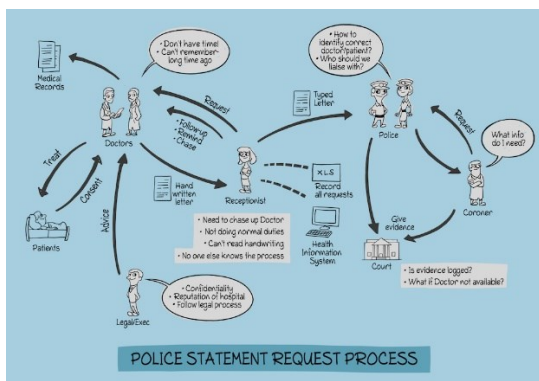 • Don't have time!
• Can't remember
long time ago
• How to
identify correct
doctor/patient?
• Who should we
liaise with?
Medical
Records
Doctors
Request
• Followup
• Remind
• Chase
Typed
Letter
Police
Request
What info
do I need?
Treat
Consent
Advice
Hand
written
letter
Receptionist
XLS
Record
all requests
Coroner
Patients
• Need to chase up Doctor
• Not doing normal duties
• Can't read handwriting
• No one else knows the process
Health
Information
System
Give
evidence
Court
• Is evidence logged?
• What if Doctor not available?
Legal/Exec
• Confidentiality
• Reputation of hospital
• Follow legal process
POLICE STATEMENT REQUEST PROCESS